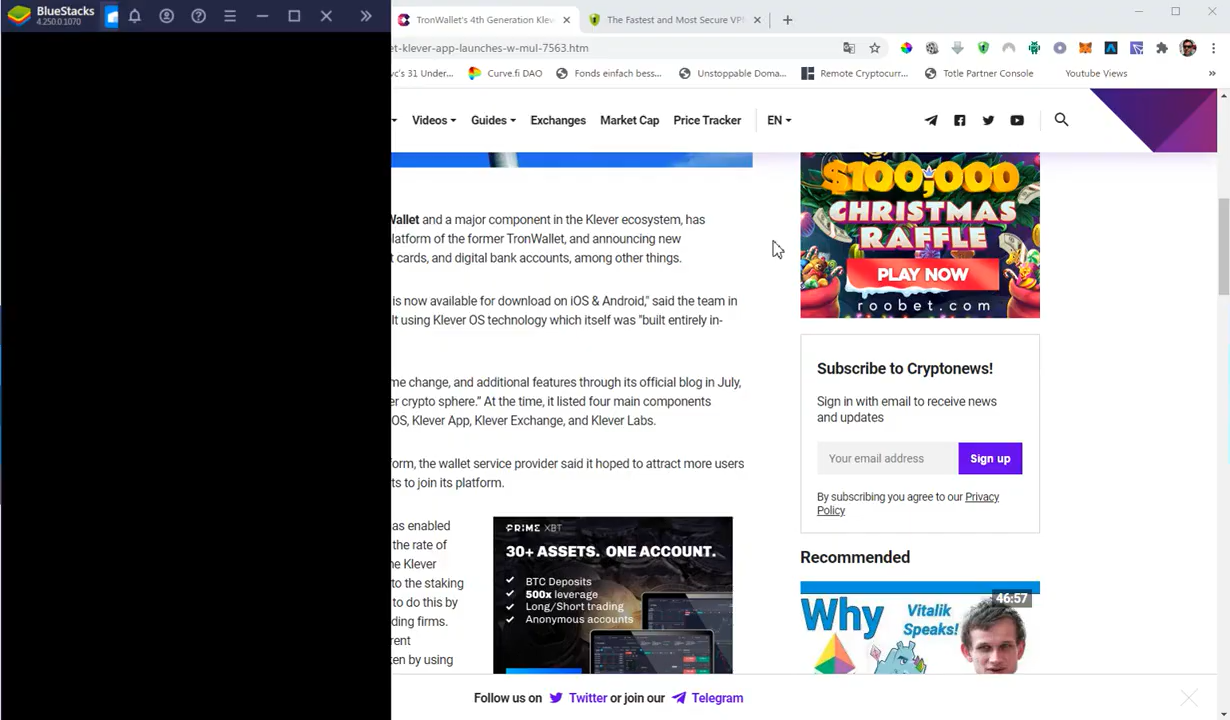 BlueStacks
4.250.0.1070
TronWallet's 4th Generation Klev
The Fastest and Most Secure VP
et-klever-app-launches-w-mul-7563.htm
vc's 31 Under...
Curve.fi DAO
Fonds einfach bess...
Unstoppable Doma...
Remote Cryptocurr...
Totle Partner Console
Youtube Views
Videos
Guides
Exchanges
Market Cap
Price Tracker
EN
Wallet and a major component in the Klever ecosystem, has
latform of the former TronWallet, and announcing new
t cards, and digital bank accounts, among other things.
is now available for download on iOS & Android," said the team in
lt using Klever OS technology which itself was "built entirely in-
me change, and additional features through its official blog in July,
er crypto sphere." At the time, it listed four main components
OS, Klever App, Klever Exchange, and Klever Labs.
orm, the wallet service provider said it hoped to attract more users
ts to join its platform.
as enabled
the rate of
he Klever
to the staking
to do this by
ding firms.
rent
ken by using
PRIME XBT
30+ ASSETS. ONE ACCOUNT.
BTC Deposits
500x leverage
Long/Short trading
Anonymous accounts
$100,000
CHRISTMAS
RAFFLE
PLAY NOW
roobet.com
Subscribe to Cryptonews!
Sign in with email to receive news
and updates
Your email address
Sign up
By subscribing you agree to our Privacy
Policy
Recommended
46:57
Why
Vitalik
Speaks!
Follow us on Twitter or join our Telegram